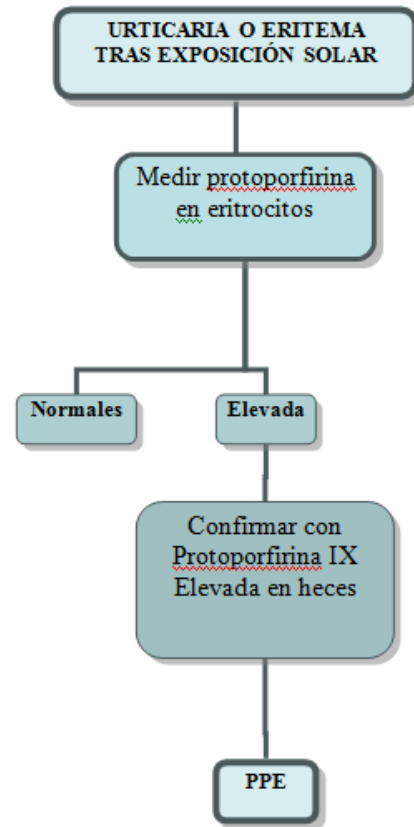 URTICARIA O ERITEMA
TRAS EXPOSICIÓN SOLAR
Medir protoporfirina
en eritrocitos
Normales
Elevada
Confirmar con
Protoporfirina IX
Elevada en heces
PPE